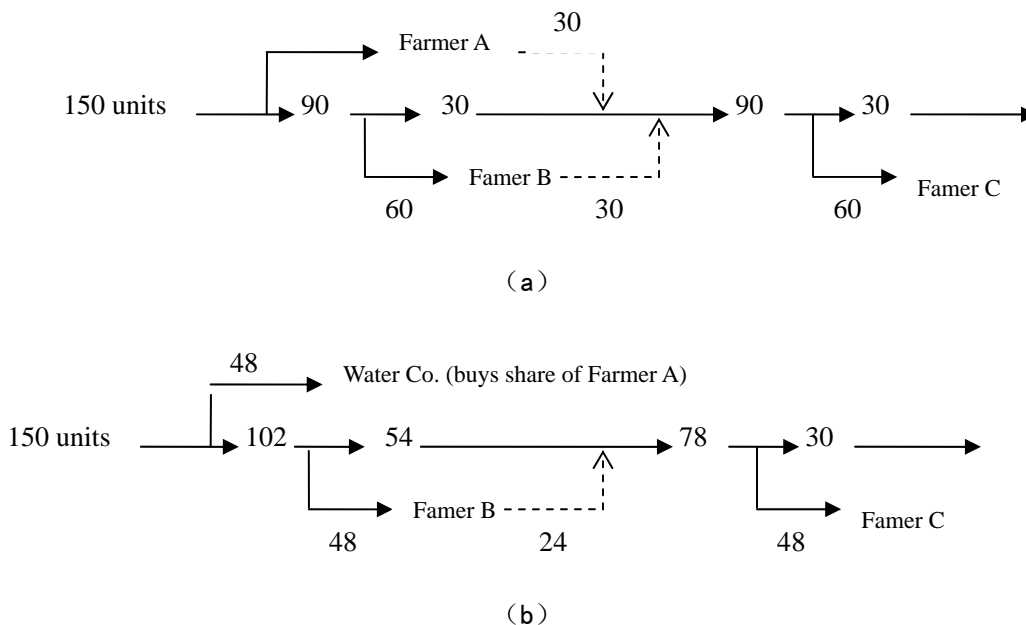 30
Farmer A
150 units 90 30 90 30
Famer B Famer C
60 30 60
（a）
48 Water Co. (buys share of Farmer A)
150 units 102 54 78 30
Famer B Famer C
48 24 48
（b）